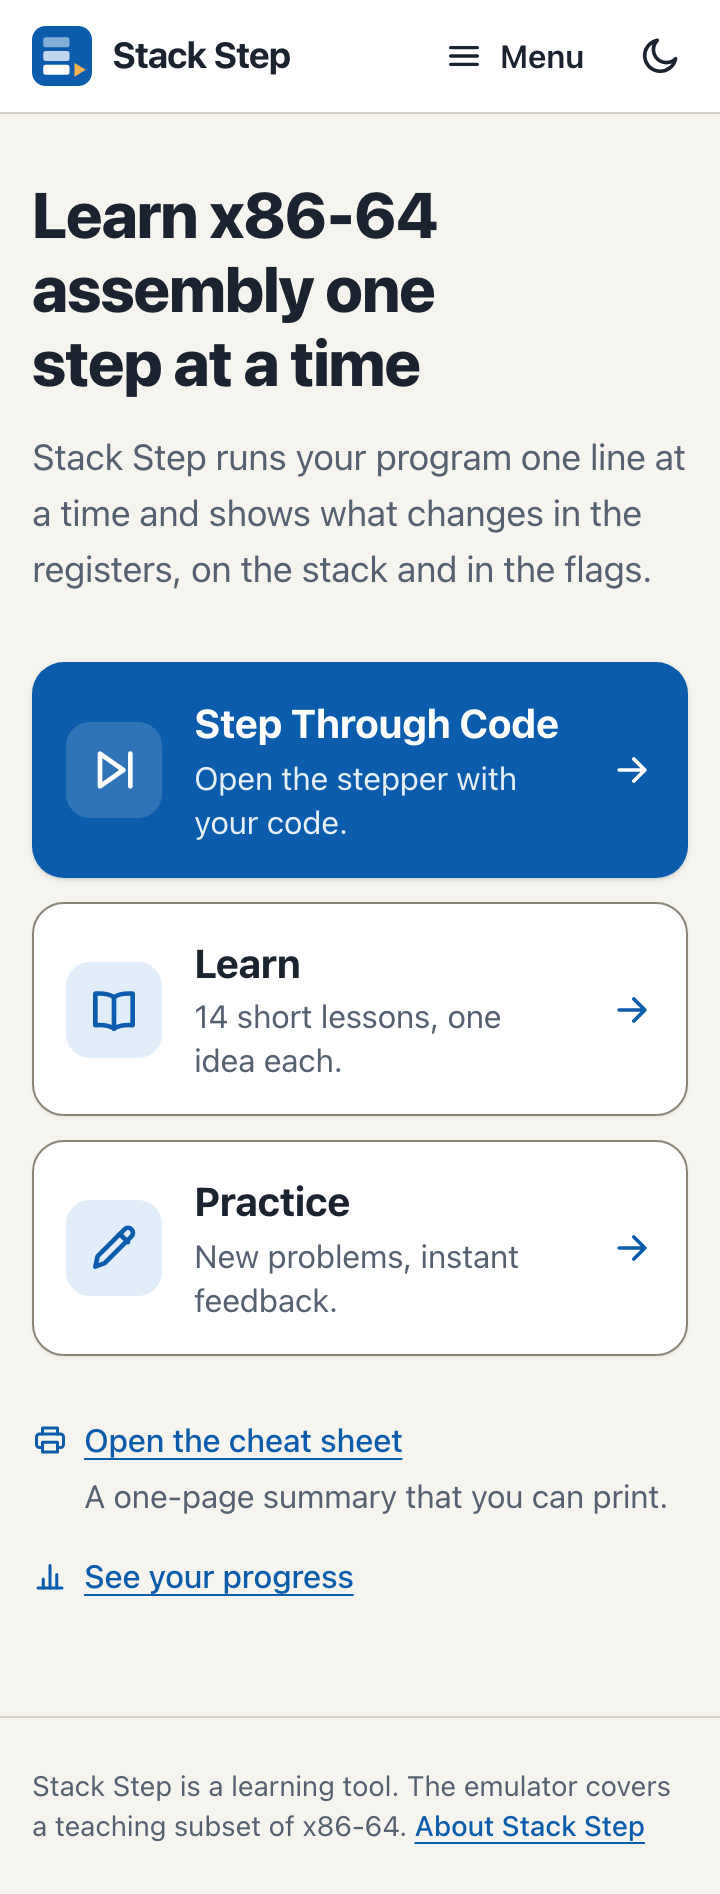 Stack Step
Menu
Learn x86-64
assembly one
step at a time
Stack Step runs your program one line at
a time and shows what changes in the
registers, on the stack and in the flags.
Step Through Code
Open the stepper with
your code.
Learn
14 short lessons, one
idea each.
Practice
New problems, instant
feedback.
Open the cheat sheet
A one-page summary that you can print.
See your progress
Stack Step is a learning tool. The emulator covers
a teaching subset of x86-64. About Stack Step